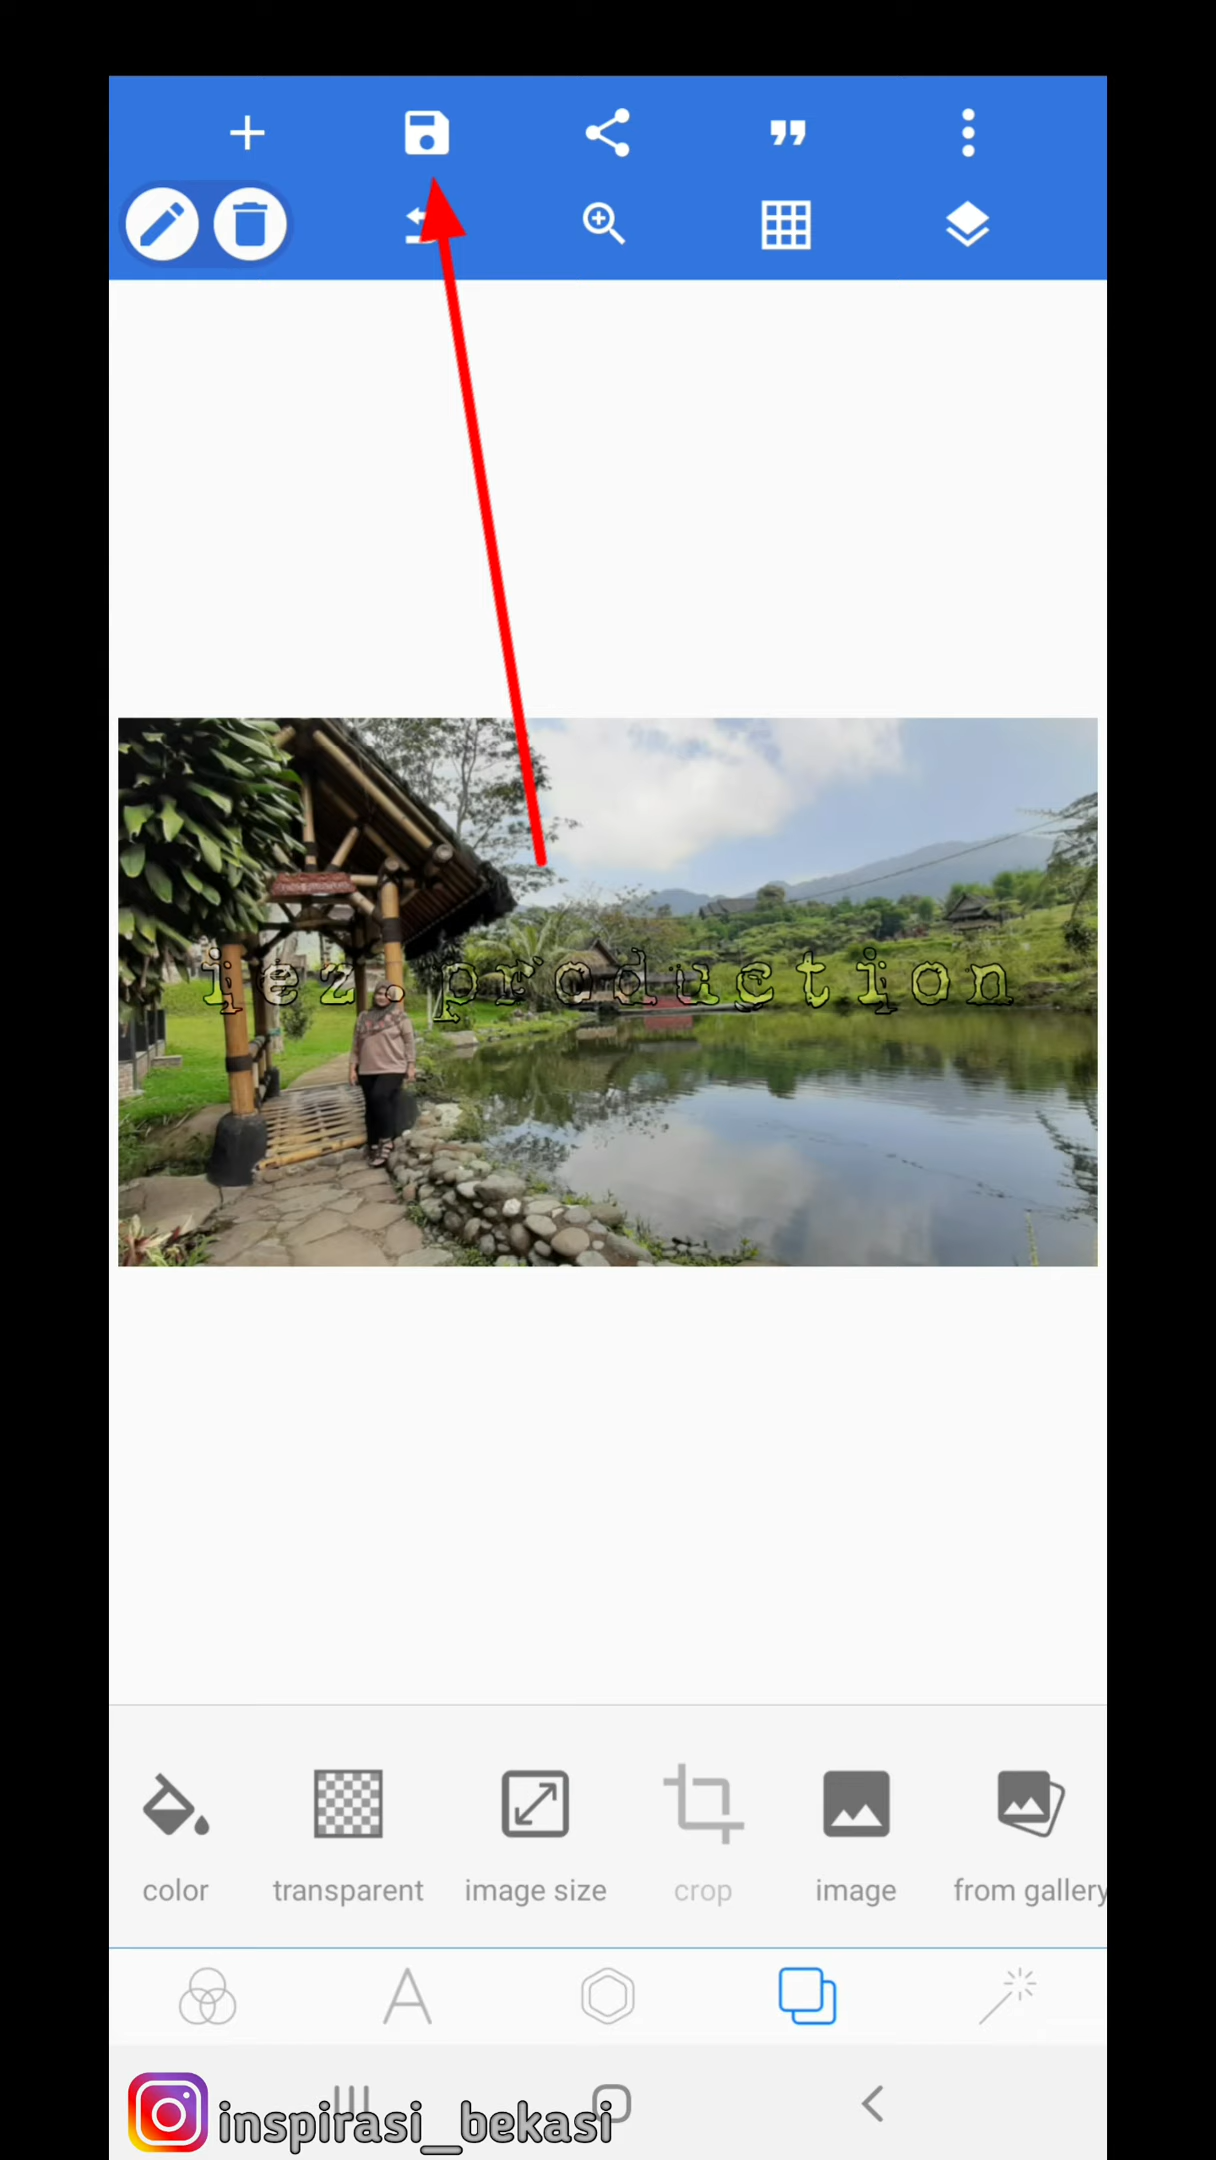 iez.production
color transparent image size crop image from gallery
inspirasi_bekasi